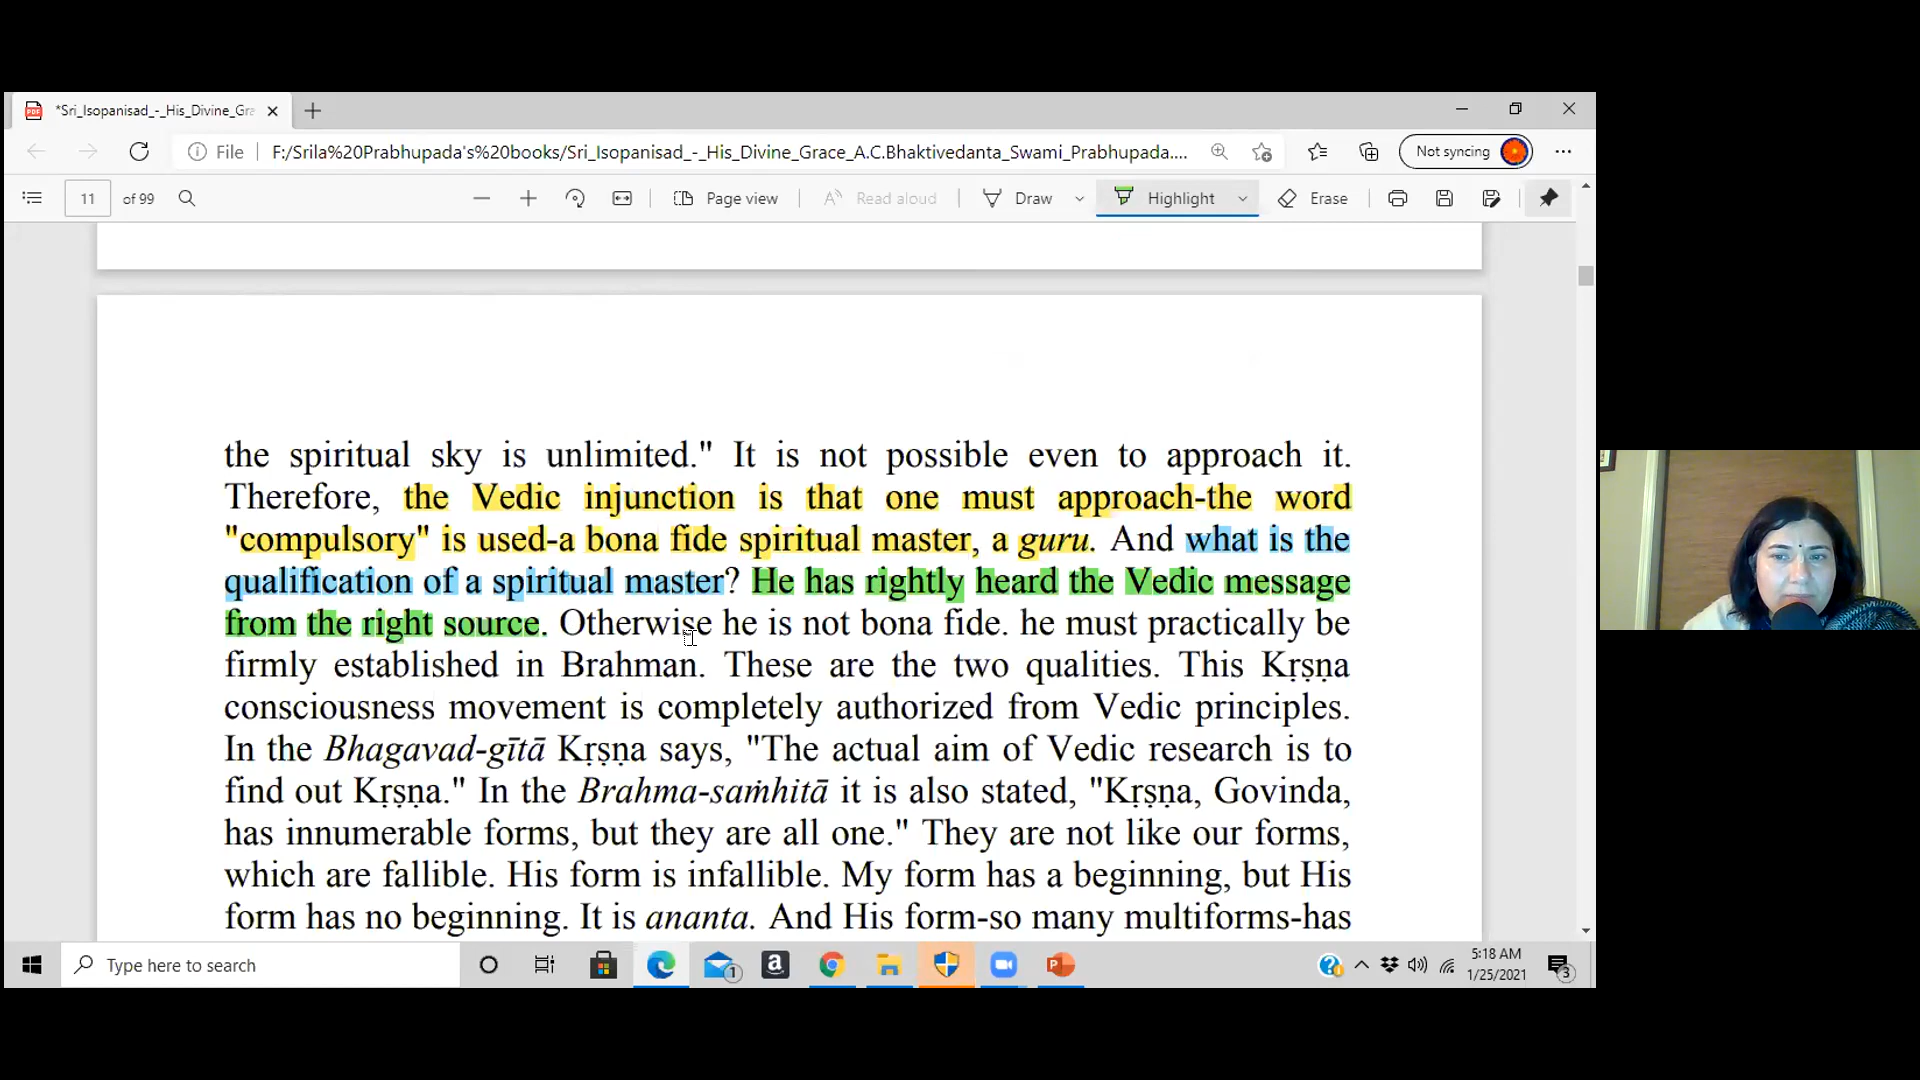 *Sri_Isopanisad_-_His_Divine_Gra
File F:/Srila%20Prabhupada's%20books/Sri_Isopanisad_-_His_Divine_Grace_A.C.Bhaktivedanta_Swami_Prabhupada.... Not syncing
11 of 99 Page view Read aloud Draw Highlight Erase
the spiritual sky is unlimited." It is not possible even to approach it.
Therefore, the Vedic injunction is that one must approach-the word
"compulsory" is used-a bona fide spiritual master, a guru. And what is the
qualification of a spiritual master? He has rightly heard the Vedic message
from the right source. Otherwise he is not bona fide. he must practically be
firmly established in Brahman. These are the two qualities. This Kṛṣṇa
consciousness movement is completely authorized from Vedic principles.
In the Bhagavad-gītā Kṛṣṇa says, "The actual aim of Vedic research is to
find out Kṛṣṇa." In the Brahma-saṁhitā it is also stated, "Kṛṣṇa, Govinda,
has innumerable forms, but they are all one." They are not like our forms,
which are fallible. His form is infallible. My form has a beginning, but His
form has no beginning. It is ananta. And His form-so many multiforms-has
Type here to search
5:18 AM
1/25/2021